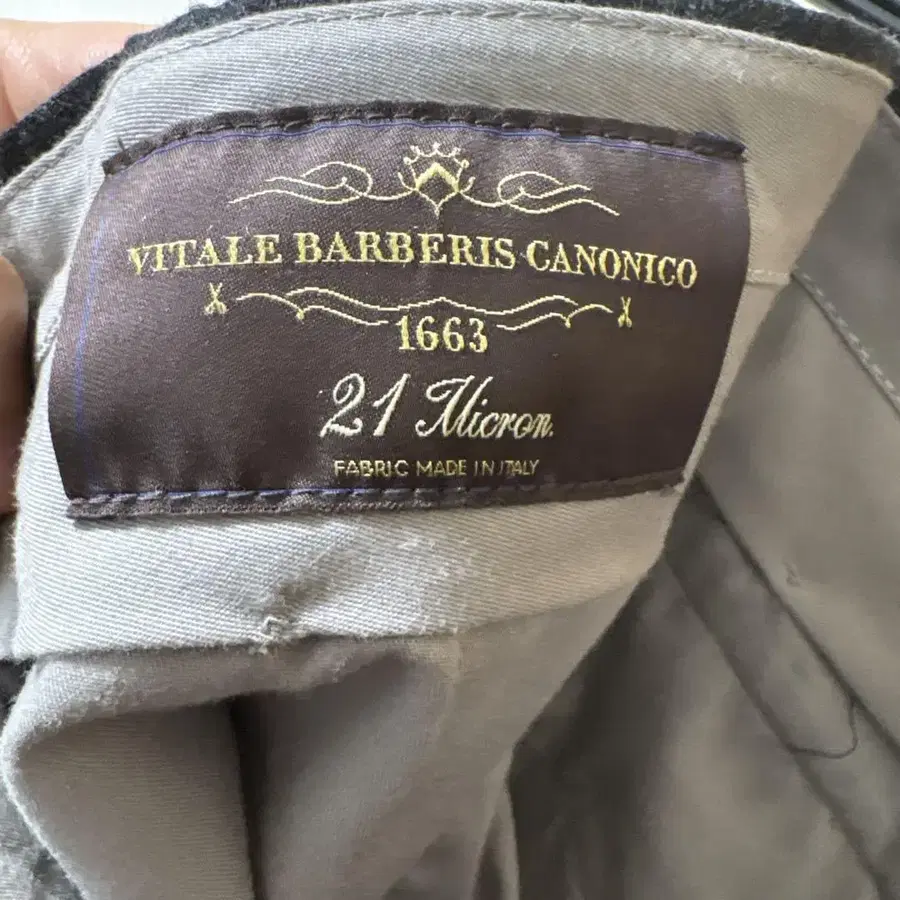 VITALE BARBERIS CANONICO
1663
21 Micron
FABRIC MADE IN ITALY